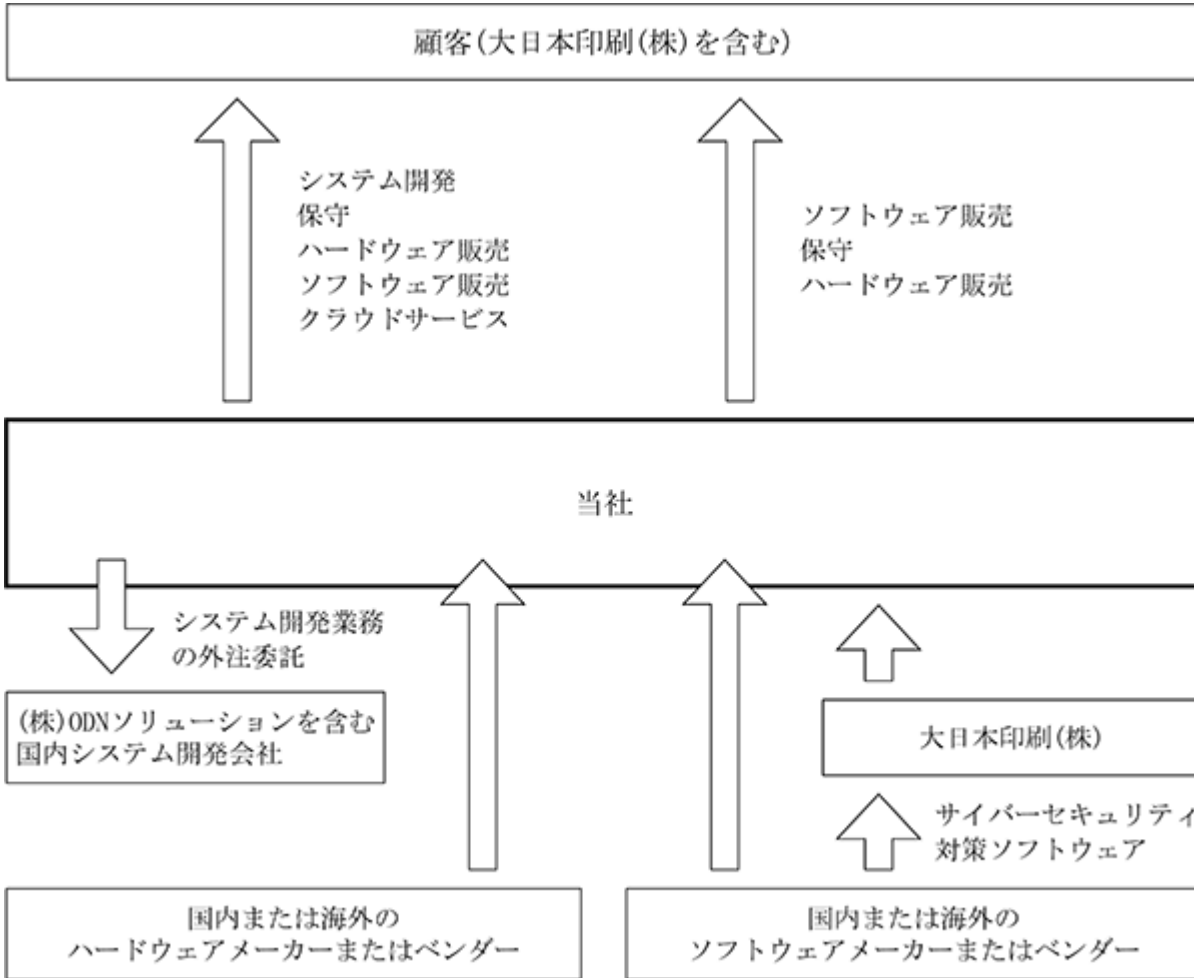 顧客(大日本印刷(株)を含む)
システム開発
保守
ハードウェア販売
ソフトウェア販売
クラウドサービス
ソフトウェア販売
保守
ハードウェア販売
当社
システム開発業務
の外注委託
(株)ODNソリューションを含む
国内システム開発会社
大日本印刷(株)
サイバーセキュリティ
対策ソフトウェア
国内または海外の
ハードウェアメーカーまたはベンダー
国内または海外の
ソフトウェアメーカーまたはベンダー